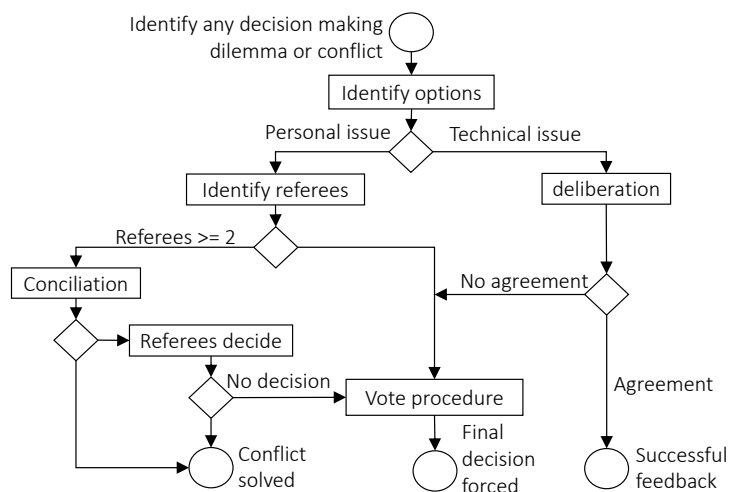 Identify any decision making
dilemma or conflict
Identify options
Personal issue
Technical issue
Identify referees
deliberation
Referees >= 2
Conciliation
No agreement
Referees decide
No decision
Vote procedure
Agreement
Conflict
solved
Final
decision
forced
Successful
feedback